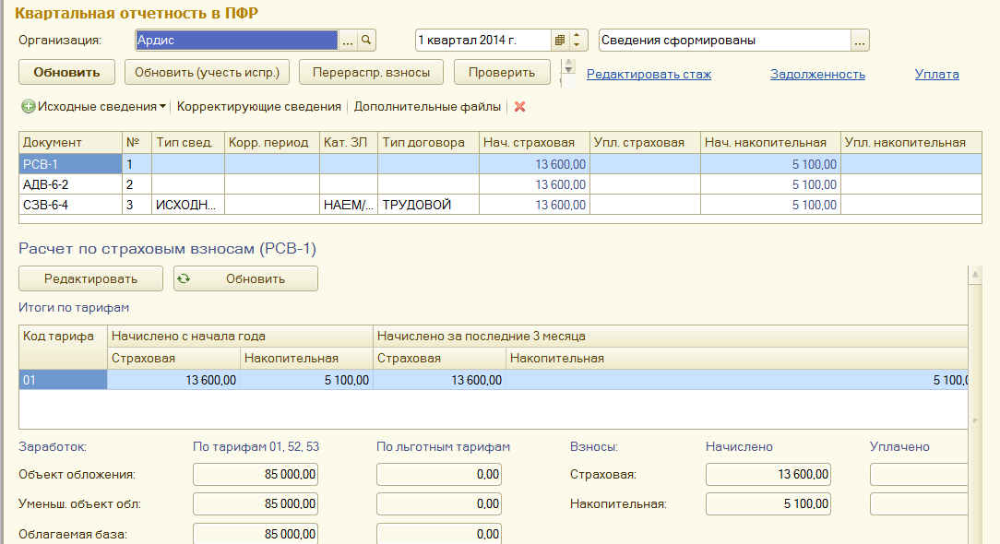 Квартальная отчетность в ПФР
Организация: Ардис ... 1 квартал 2014 г. Сведения сформированы ...
Обновить Обновить (учесть испр.) Перераспр. взносы Проверить Редактировать стаж Задолженность Уплата
Исходные сведения Корректирующие сведения Дополнительные файлы
Документ № Тип свед. Корр. период Кат. ЗЛ Тип договора Нач. страховая Упл. страховая Нач. накопительная Упл. накопительная
РСВ-1 1 13 600,00 5 100,00
АДВ-6-2 2 13 600,00 5 100,00
СЗВ-6-4 3 ИСХОДН... НАЕМ/... ТРУДОВОЙ 13 600,00 5 100,00
Расчет по страховым взносам (РСВ-1)
Редактировать Обновить
Итоги по тарифам
Код тарифа Начислено с начала года Начислено за последние 3 месяца
Страховая Накопительная Страховая Накопительная
01 13 600,00 5 100,00 13 600,00 5 100,0
Заработок: По тарифам 01, 52, 53 По льготным тарифам Взносы: Начислено Уплачено
Объект обложения: 85 000,00 0,00 Страховая: 13 600,00
Уменьш. объект обл: 85 000,00 0,00 Накопительная: 5 100,00
Облагаемая база: 85 000,00 0,00